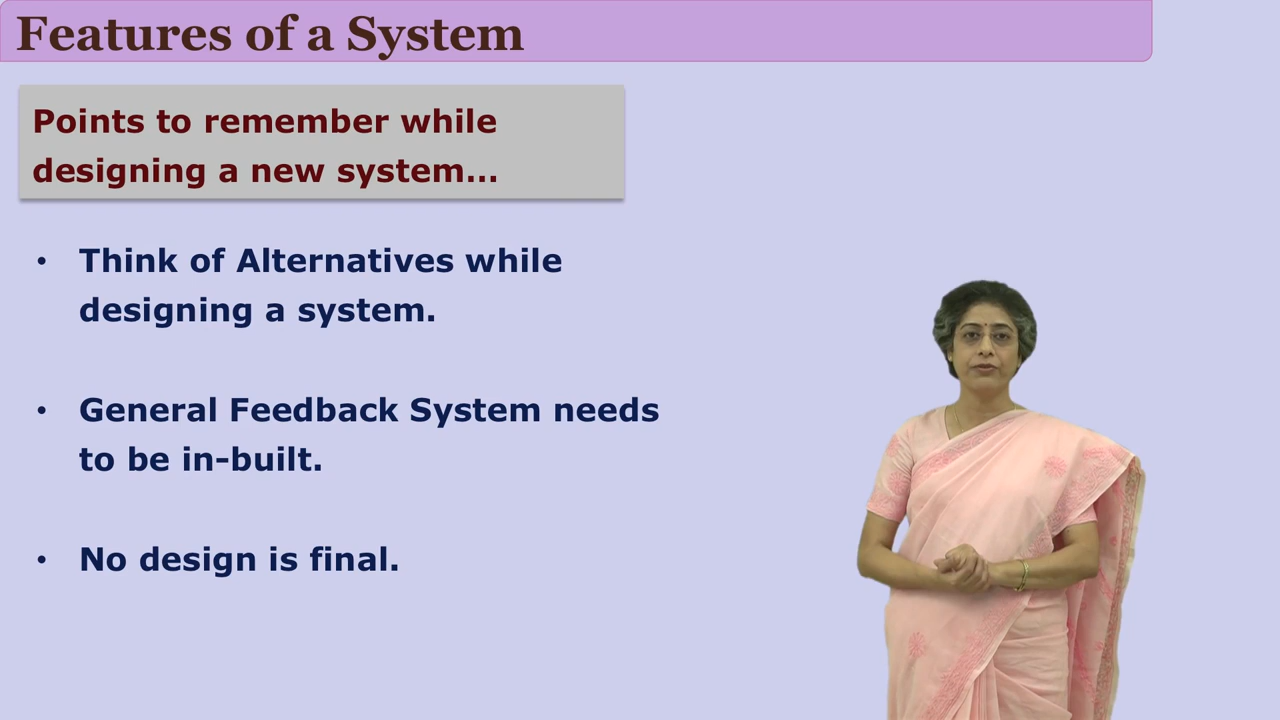 Features of a System
Points to remember while
designing a new system...
• Think of Alternatives while
designing a system.
• General Feedback System needs
to be in-built.
• No design is final.